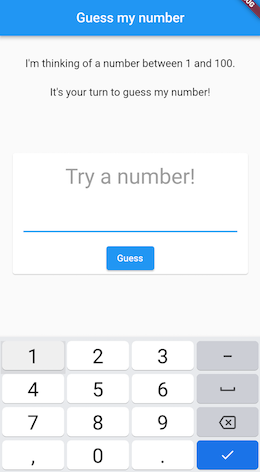 Guess my number
I'm thinking of a number between 1 and 100.
It's your turn to guess my number!
Try a number!
Guess
1 2 3 -
4 5 6
7 8 9
, 0 .